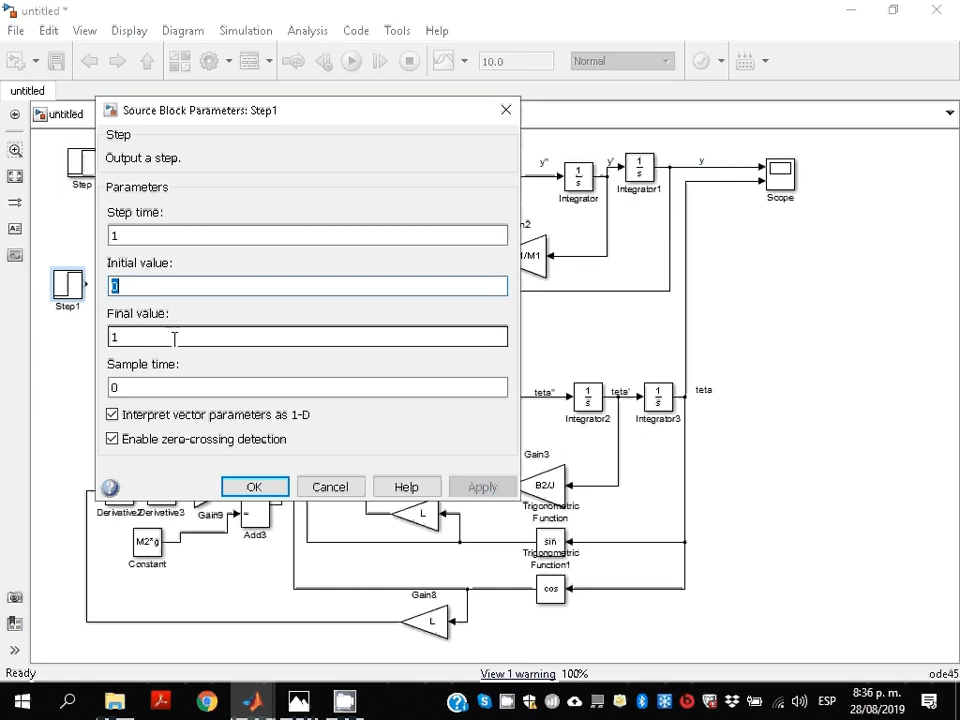 untitled *
File Edit View Display Diagram Simulation Analysis Code Tools Help
10.0 Normal
untitled
untitled
Source Block Parameters: Step1
Step
Output a step.
Parameters
Step time:
1
Initial value:
0
Final value:
1
Sample time:
0
Interpret vector parameters as 1-D
Enable zero-crossing detection
OK Cancel Help Apply
Step
Step1
y''
1
s
Integrator
y'
1
s
Integrator1
y
Scope
n2
1/M1
teta''
1
s
Integrator2
teta'
1
s
Integrator3
teta
Gain3
B2/J
Trigonometric
Function
sin
Trigonometric
Function1
cos
Derivative2 Derivative3 Gain9
Add3
M2*g
Constant
L
Gain8
L
Ready View 1 warning 100% ode45
ESP
8:36 p. m.
28/08/2019